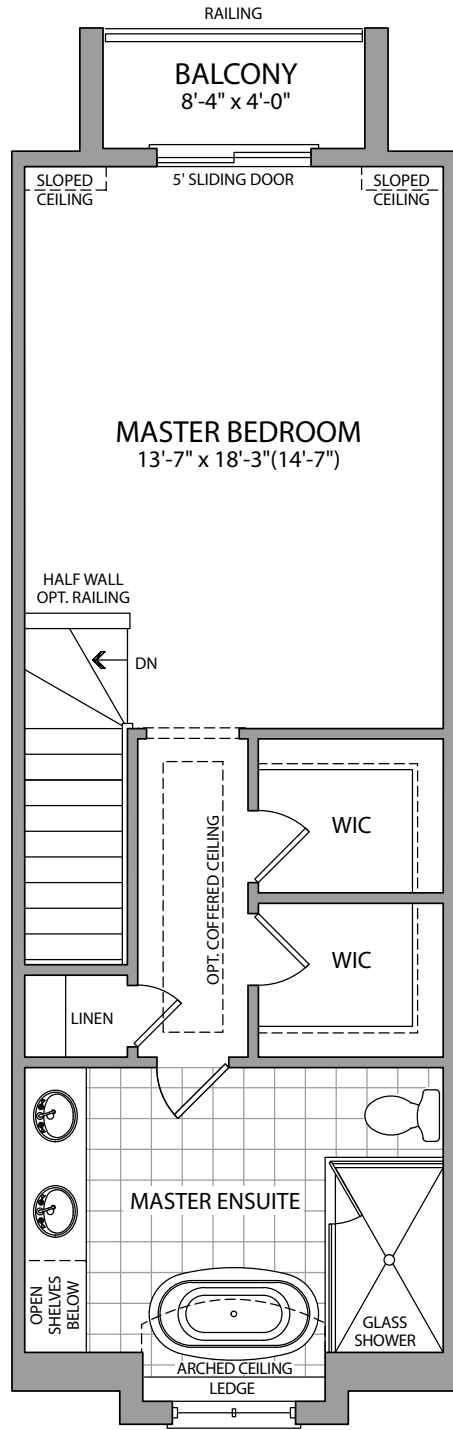 RAILING
BALCONY
8'-4" x 4'-0"
SLOPED
CEILING
5' SLIDING DOOR
SLOPED
CEILING
MASTER BEDROOM
13'-7" x 18'-3"(14'-7")
HALF WALL
OPT. RAILING
DN
OPT. COFFERED CEILING
WIC
WIC
LINEN
MASTER ENSUITE
OPEN
SHELVES
BELOW
GLASS
SHOWER
ARCHED CEILING
LEDGE